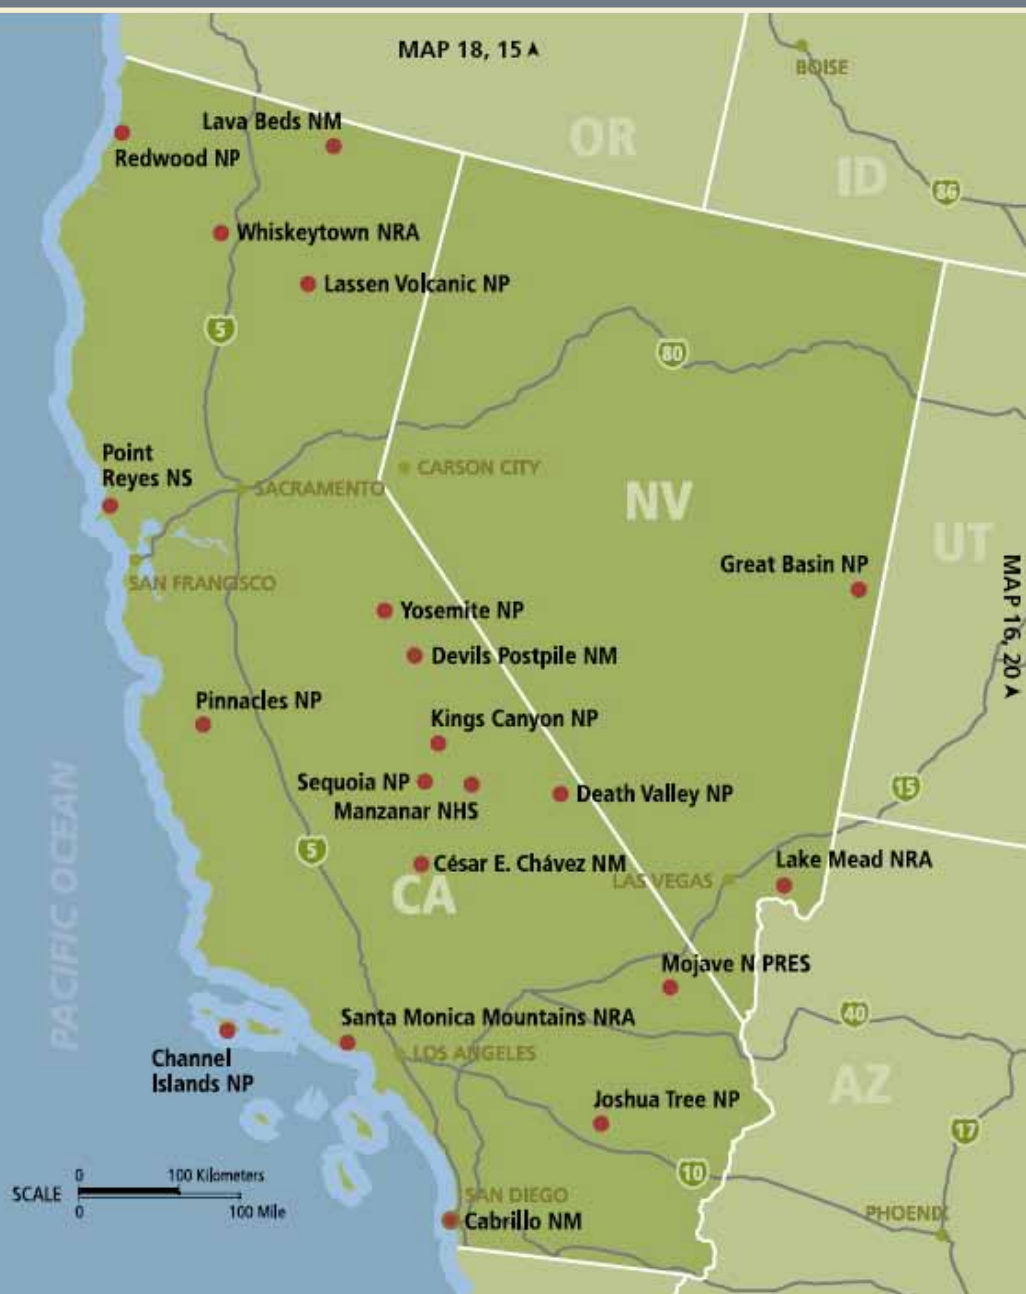 MAP 18, 15
BOISE
OR
ID
86
Lava Beds NM
Redwood NP
Whiskeytown NRA
Lassen Volcanic NP
5
80
Point
Reyes NS
CARSON CITY
SACRAMENTO
NV
UT
SAN FRANCISCO
Great Basin NP
MAP 16, 20
Yosemite NP
Devils Postpile NM
Pinnacles NP
Kings Canyon NP
Sequoia NP
Manzanar NHS
Death Valley NP
15
PACIFIC OCEAN
5
César E. Chávez NM
CA
LAS VEGAS
Lake Mead NRA
Mojave N PRES
40
Santa Monica Mountains NRA
Channel
Islands NP
LOS ANGELES
AZ
Joshua Tree NP
17
10
SCALE
0 100 Kilometers
0 100 Mile
SAN DIEGO
Cabrillo NM
PHOENIX